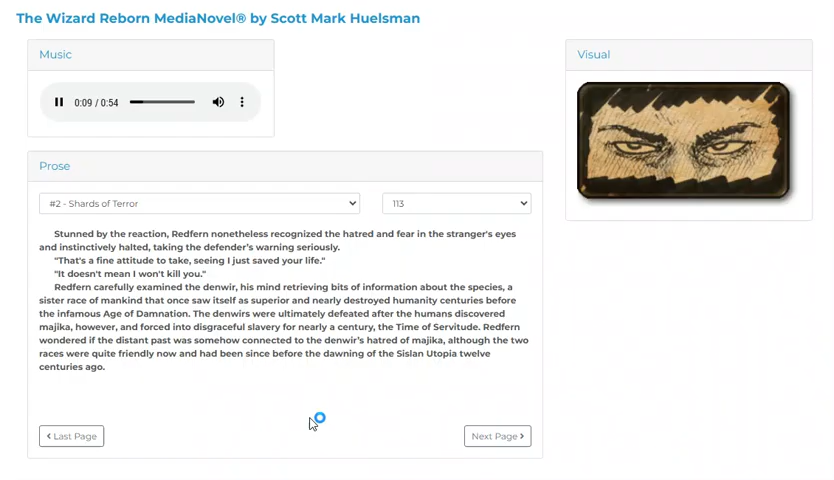 The Wizard Reborn MediaNovel® by Scott Mark Huelsman
Music
0:09 / 0:54
Visual
Prose
#2 - Shards of Terror
113
Stunned by the reaction, Redfern nonetheless recognized the hatred and fear in the stranger's eyes
and instinctively halted, taking the defender's warning seriously.
"That's a fine attitude to take, seeing I just saved your life."
"It doesn't mean I won't kill you."
Redfern carefully examined the denwir, his mind retrieving bits of information about the species, a
sister race of mankind that once saw itself as superior and nearly destroyed humanity centuries before
the infamous Age of Damnation. The denwirs were ultimately defeated after the humans discovered
majika, however, and forced into disgraceful slavery for nearly a century, the Time of Servitude. Redfern
wondered if the distant past was somehow connected to the denwir's hatred of majika, although the two
races were quite friendly now and had been since before the dawning of the Sislan Utopia twelve
centuries ago.
Last Page
Next Page